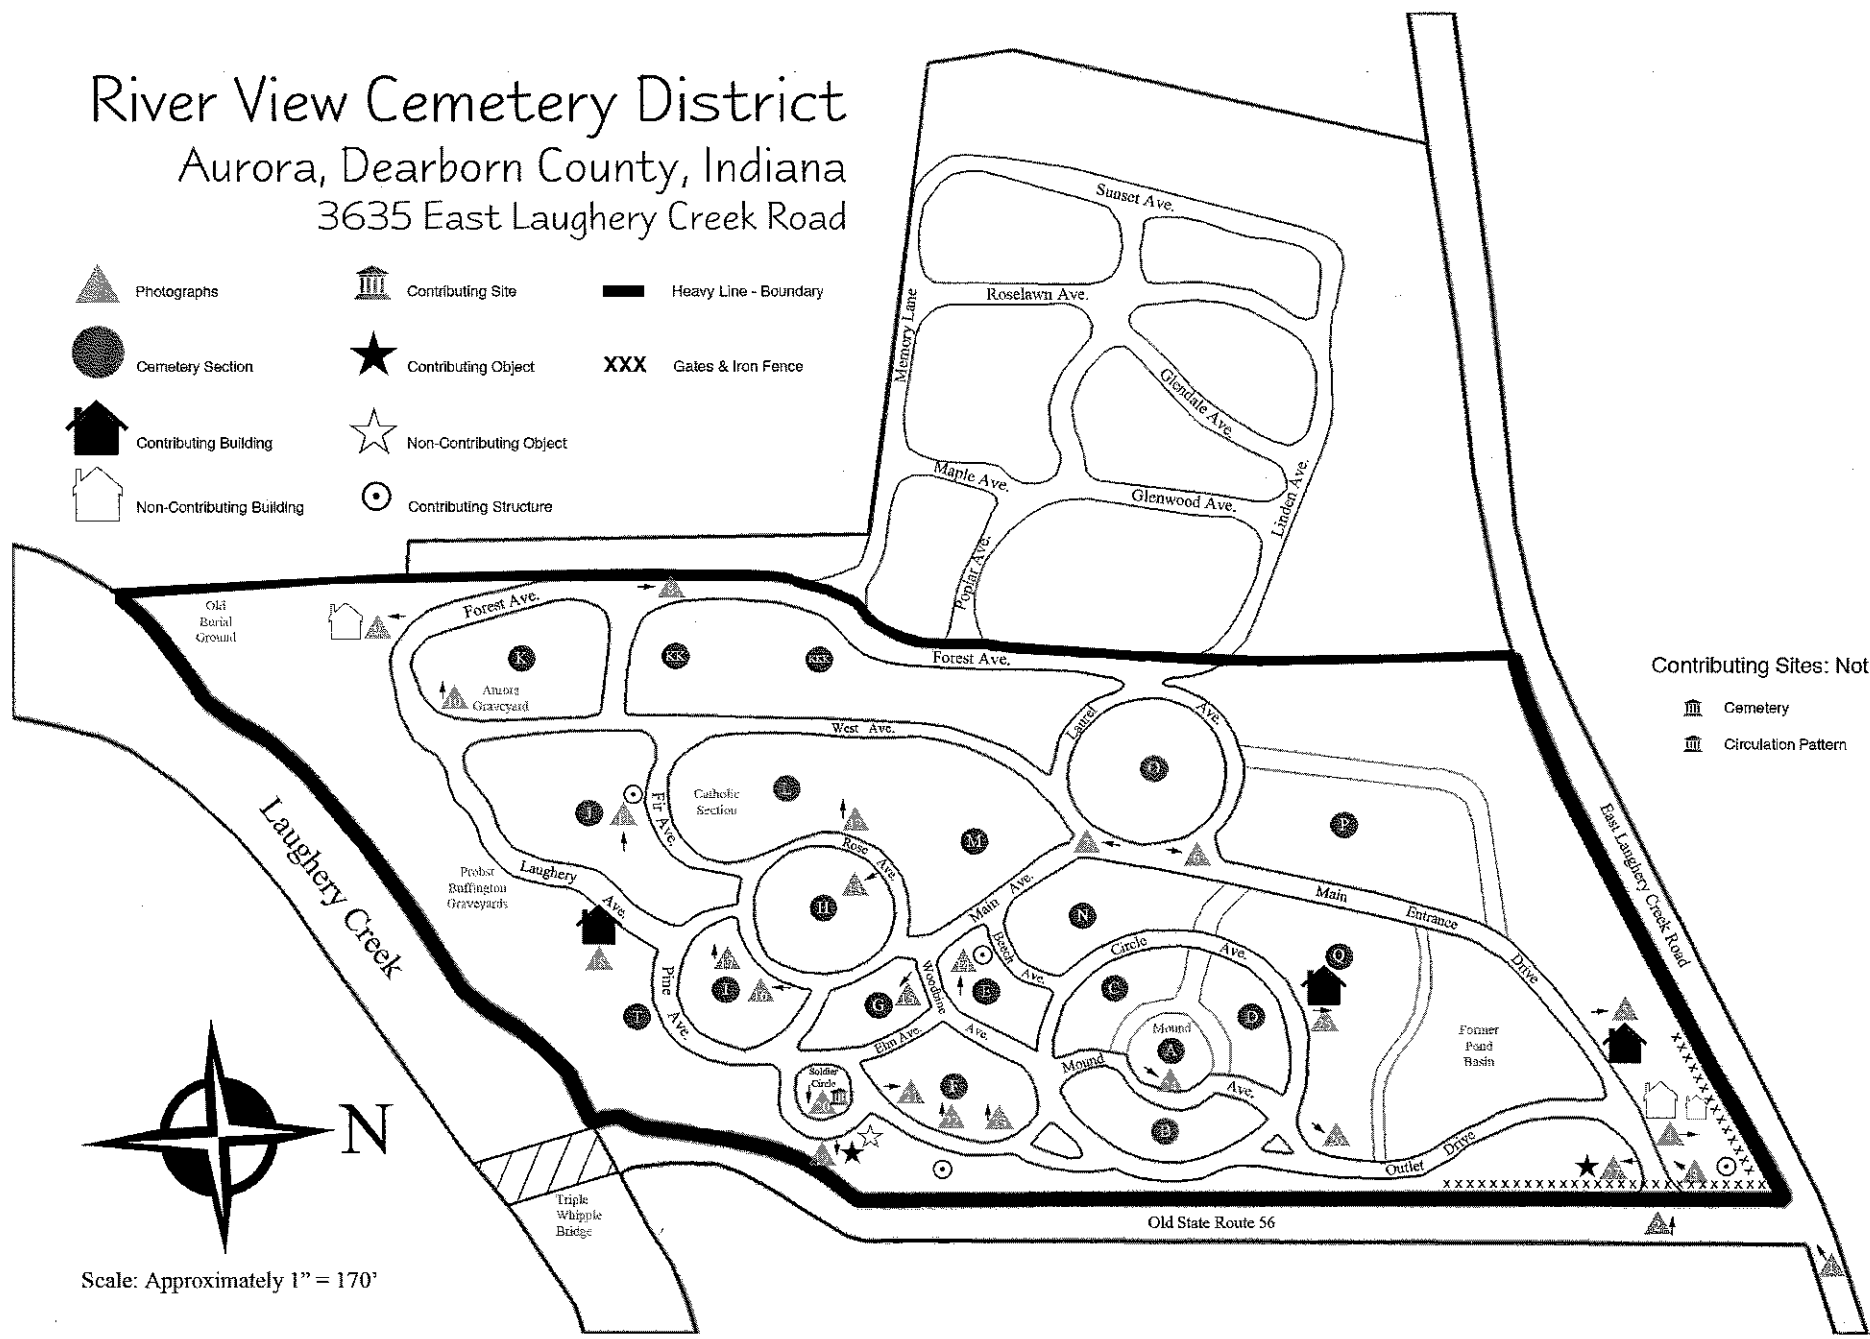 River View Cemetery District
Aurora, Dearborn County, Indiana
3635 East Laughery Creek Road
Photographs
Contributing Site
Heavy Line - Boundary
Cemetery Section
Contributing Object
XXX
Gates & Iron Fence
Contributing Building
Non-Contributing Object
Non-Contributing Building
Contributing Structure
Sunset Ave.
Roselawn Ave.
Memory Lane
Glendale Ave.
Maple Ave.
Glenwood Ave.
Linden Ave.
Poplar Ave.
Old
Burial
Ground
Forest Ave.
K
KK
KKK
Forest Ave.
Aurora
Graveyard
10
Contributing Sites: Not
Cemetery
Circulation Pattern
West Ave.
Laurel
Ave.
O
Catholic
Section
L
J
Fir Ave.
M
P
Rose Ave.
East Laughery Creek Road
Laughery Creek
Probst
Buffington
Graveyards
Laughery
Ave.
H
Main
Ave.
N
Main
Entrance
Drive
Beech
Ave.
Circle
Ave.
Q
Pine
Ave.
I
T
G
Woodbine
Ave.
E
C
D
Mound
A
Former
Pond
Basin
Elm Ave.
Soldier
Circle
20
F
21
Mound
Ave.
B
Outlet
Drive
N
Triple
Whipple
Bridge
Old State Route 56
2
1
Scale: Approximately 1” = 170’